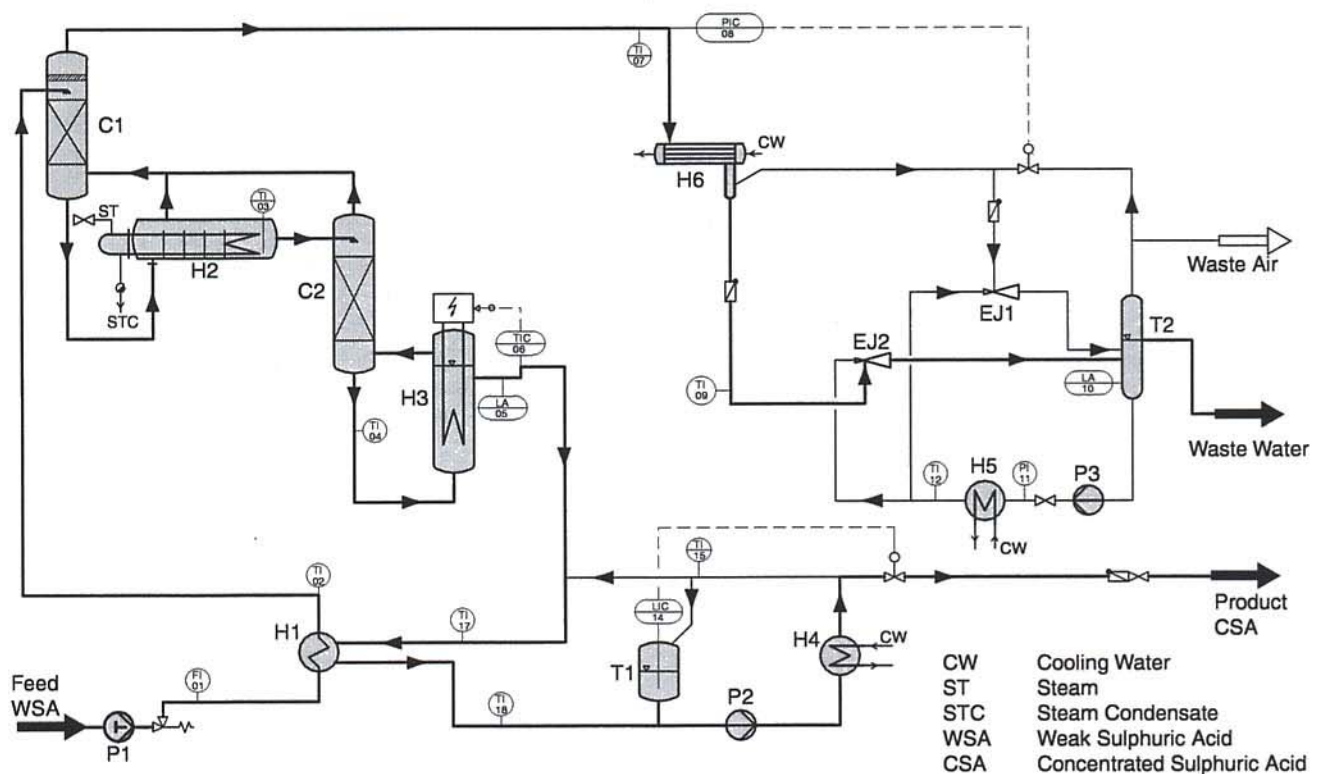 PIC
08
TI
07
C1
CW
H6
ST
TI
03
H2
STC
C2
TIC
06
H3
LA
05
TI
04
Waste Air
EJ1
EJ2
T2
LA
10
TI
09
Waste Water
TI
12
H5
PI
11
P3
CW
TI
02
TI
15
LIC
14
Product
CSA
H1
TI
17
T1
H4
CW
Feed
WSA
FI
01
P1
TI
18
P2
CW Cooling Water
ST Steam
STC Steam Condensate
WSA Weak Sulphuric Acid
CSA Concentrated Sulphuric Acid